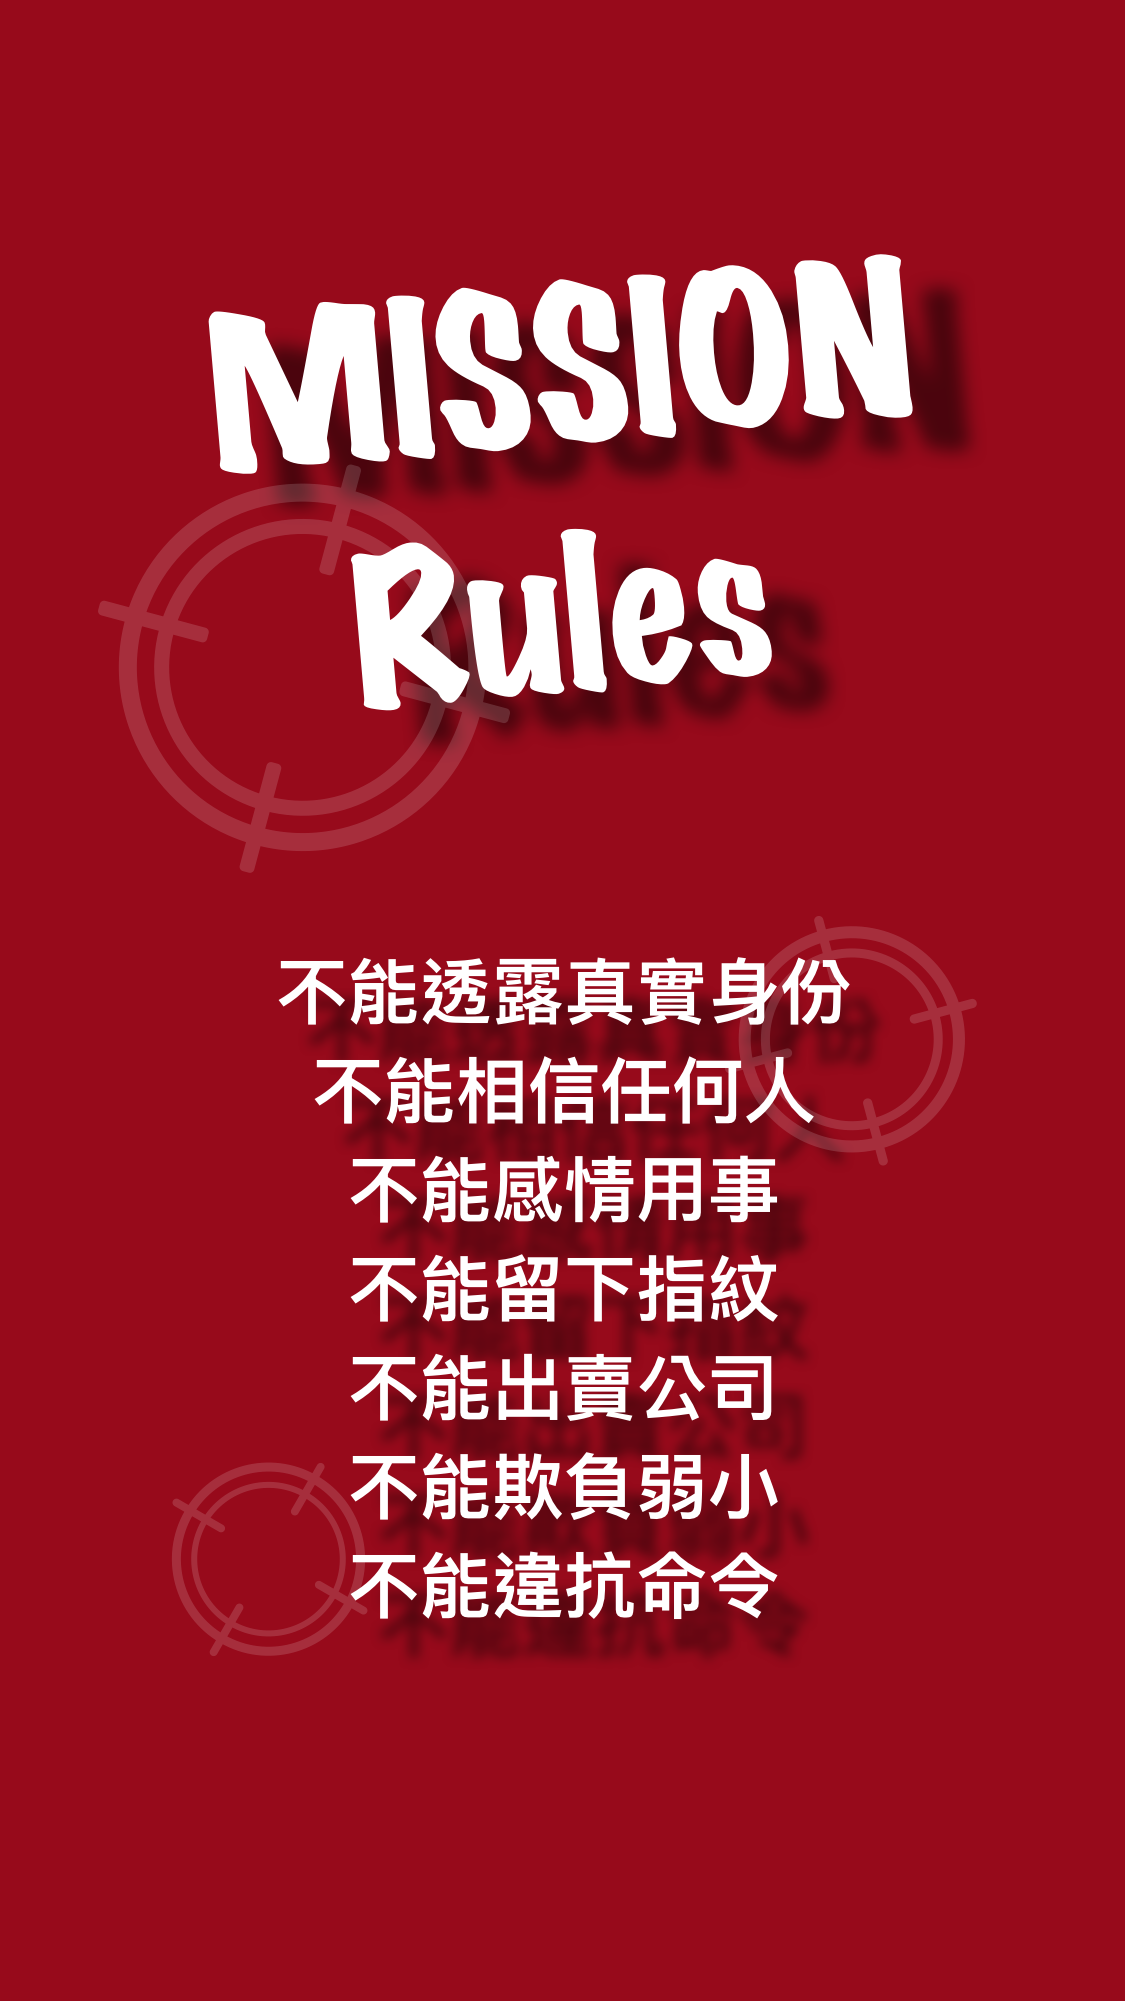 MISSION
Rules
不能透露真實身份
不能相信任何人
不能感情用事
不能留下指紋
不能出賣公司
不能欺負弱小
不能違抗命令